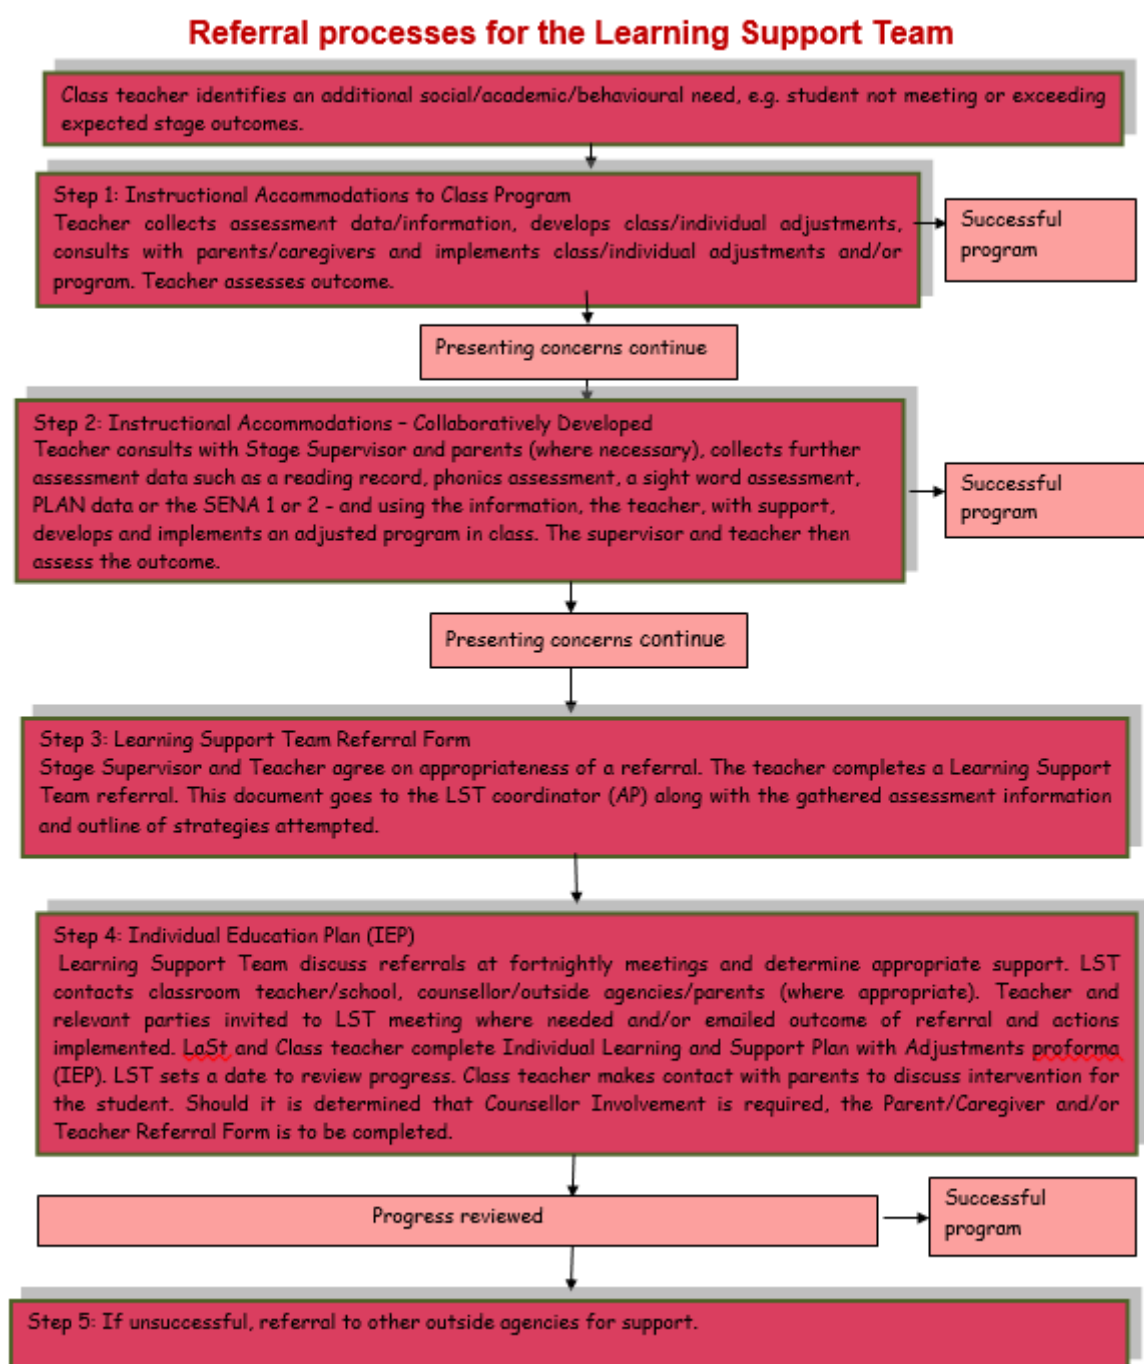 Referral processes for the Learning Support Team
Class teacher identifies an additional social/academic/behavioural need, e.g. student not meeting or exceeding
expected stage outcomes.
Step 1: Instructional Accommodations to Class Program
Teacher collects assessment data/information, develops class/individual adjustments,
consults with parents/caregivers and implements class/individual adjustments and/or
program. Teacher assesses outcome.
Successful
program
Presenting concerns continue
Step 2: Instructional Accommodations – Collaboratively Developed
Teacher consults with Stage Supervisor and parents (where necessary), collects further
assessment data such as a reading record, phonics assessment, a sight word assessment,
PLAN data or the SENA 1 or 2 - and using the information, the teacher, with support,
develops and implements an adjusted program in class. The supervisor and teacher then
assess the outcome.
Successful
program
Presenting concerns continue
Step 3: Learning Support Team Referral Form
Stage Supervisor and Teacher agree on appropriateness of a referral. The teacher completes a Learning Support
Team referral. This document goes to the LST coordinator (AP) along with the gathered assessment information
and outline of strategies attempted.
Step 4: Individual Education Plan (IEP)
Learning Support Team discuss referrals at fortnightly meetings and determine appropriate support. LST
contacts classroom teacher/school, counsellor/outside agencies/parents (where appropriate). Teacher and
relevant parties invited to LST meeting where needed and/or emailed outcome of referral and actions
implemented. LaSt and Class teacher complete Individual Learning and Support Plan with Adjustments proforma
(IEP). LST sets a date to review progress. Class teacher makes contact with parents to discuss intervention for
the student. Should it is determined that Counsellor Involvement is required, the Parent/Caregiver and/or
Teacher Referral Form is to be completed.
Progress reviewed
Successful
program
Step 5: If unsuccessful, referral to other outside agencies for support.